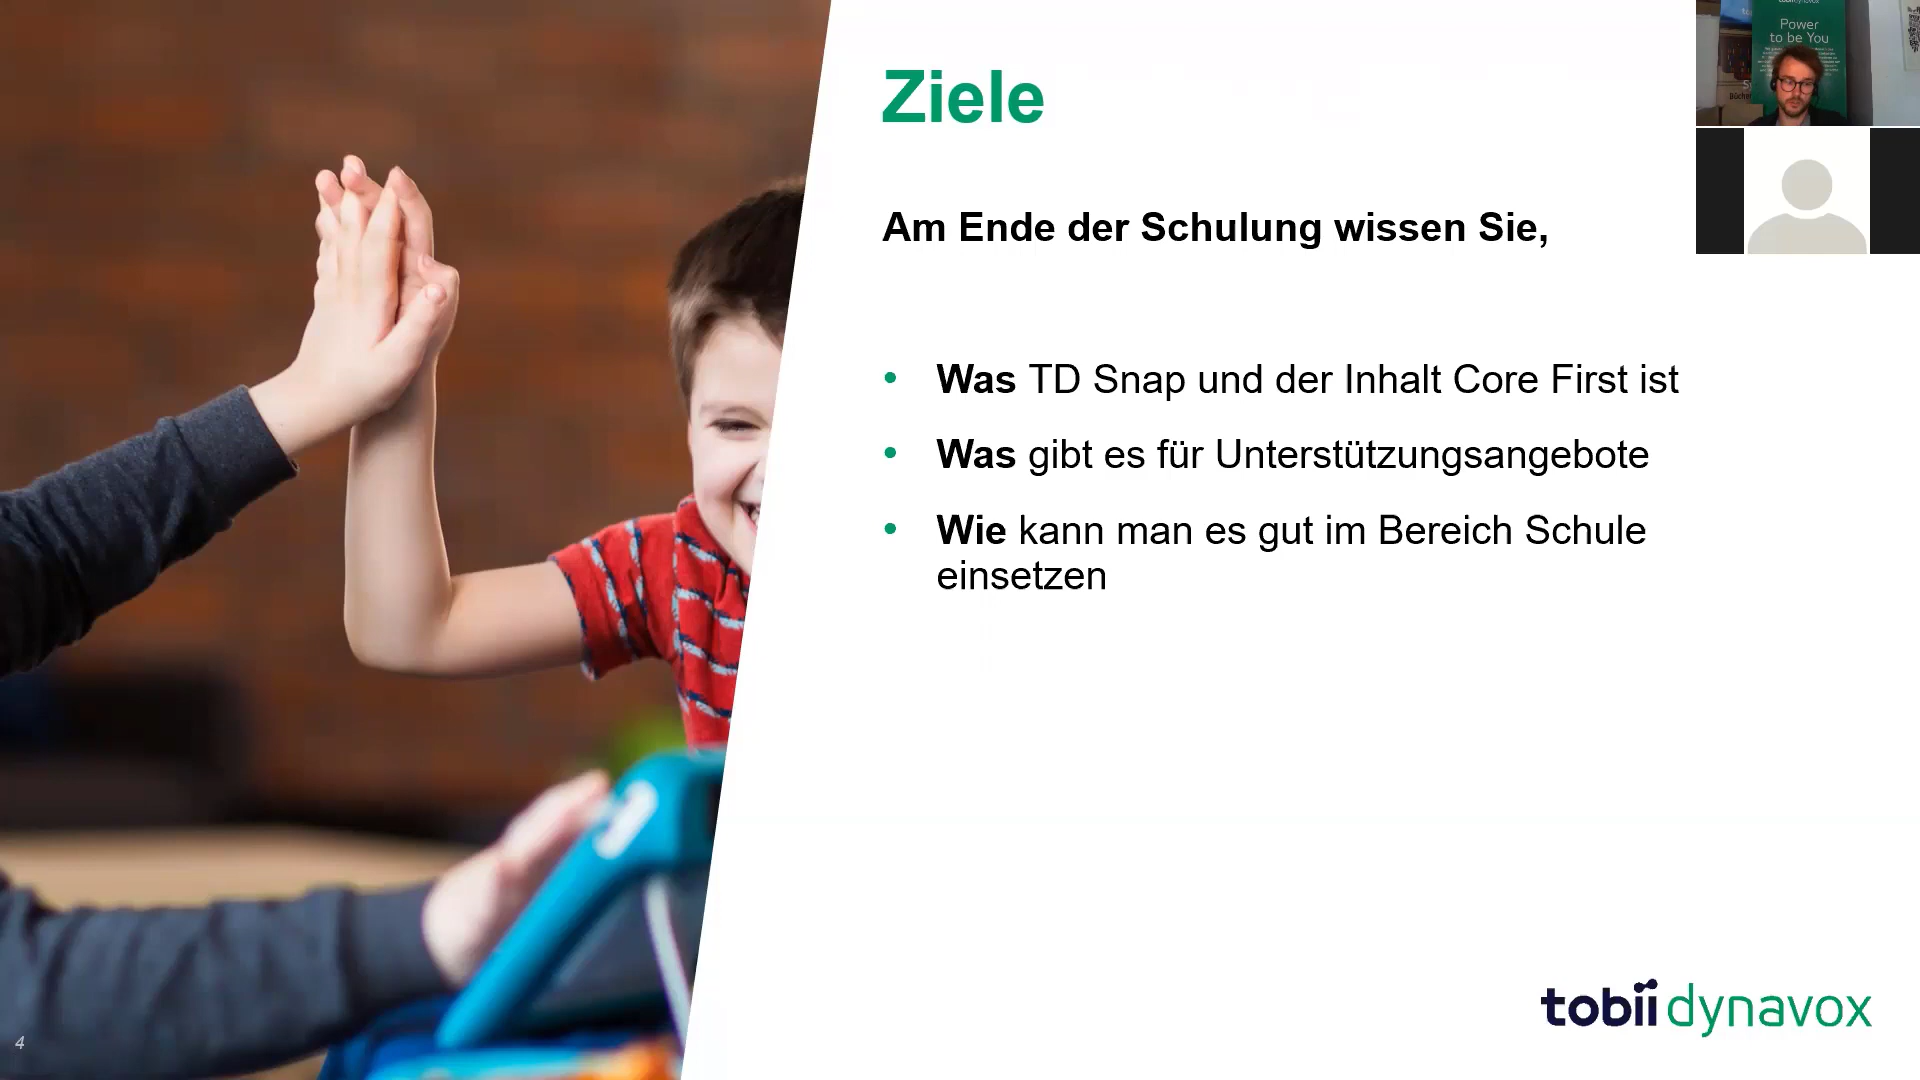 Ziele
Am Ende der Schulung wissen Sie,
• Was TD Snap und der Inhalt Core First ist
• Was gibt es für Unterstützungsangebote
• Wie kann man es gut im Bereich Schule
einsetzen
tobii dynavox
4
Power
to be You